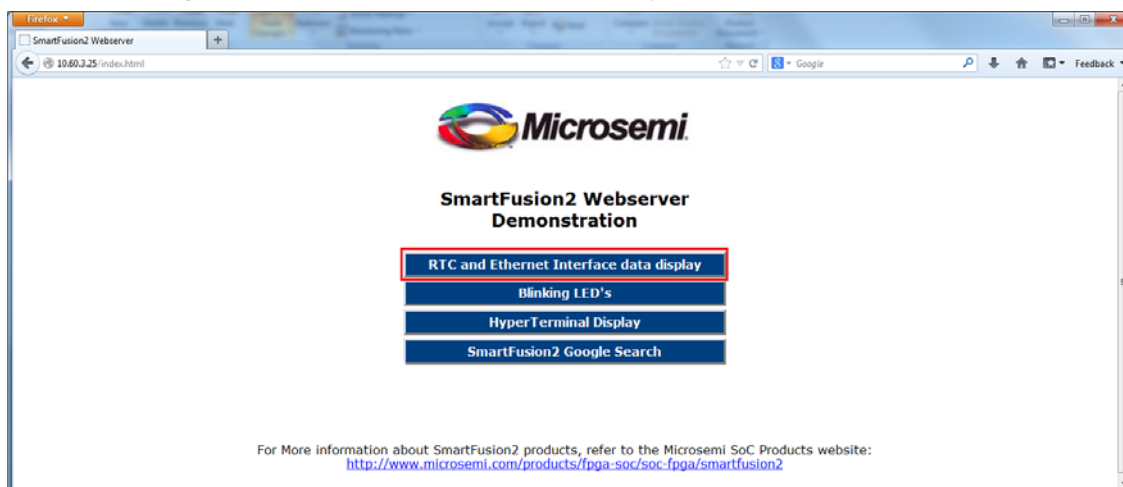 Firefox
SmartFusion2 Webserver
+
10.60.3.25/index.html
Google
Feedback
Microsemi.
SmartFusion2 Webserver
Demonstration
RTC and Ethernet Interface data display
Blinking LED's
HyperTerminal Display
SmartFusion2 Google Search
For More information about SmartFusion2 products, refer to the Microsemi SoC Products website:
http://www.microsemi.com/products/fpga-soc/soc-fpga/smartfusion2